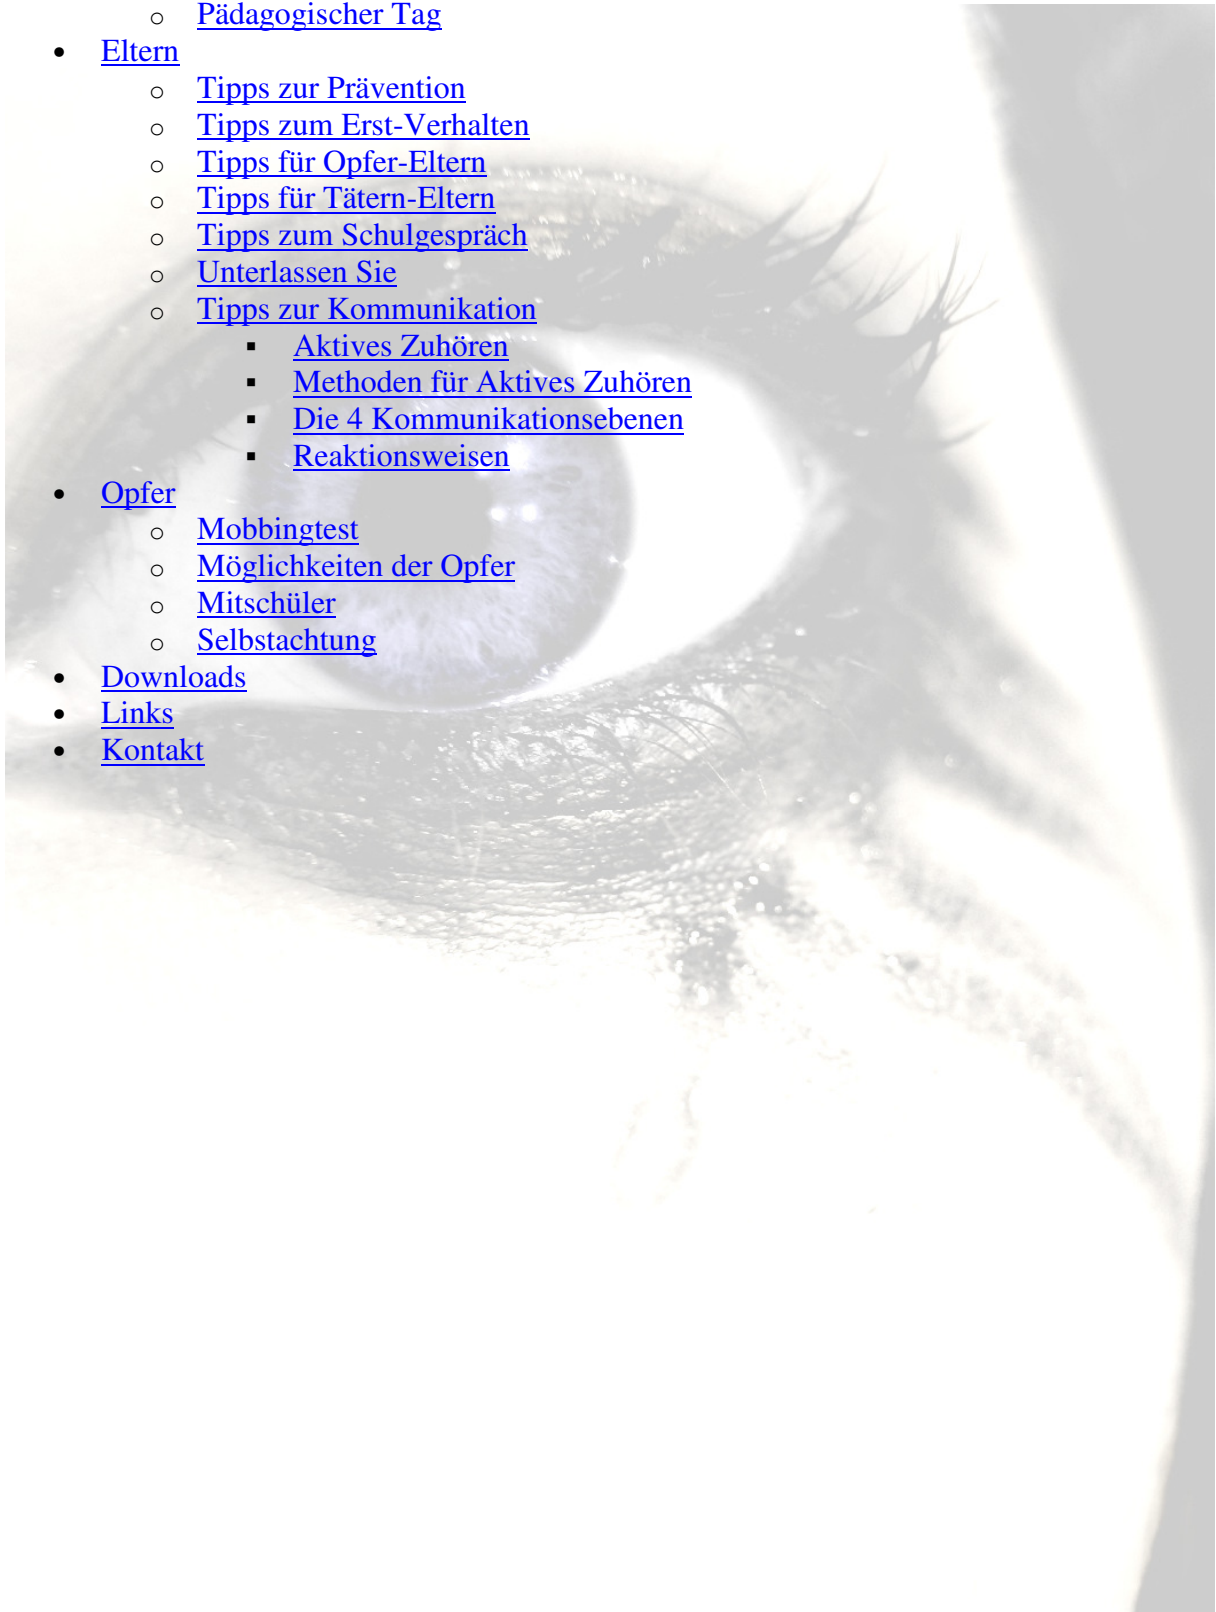 Pädagogischer Tag
Eltern
Tipps zur Prävention
Tipps zum Erst-Verhalten
Tipps für Opfer-Eltern
Tipps für Tätern-Eltern
Tipps zum Schulgespräch
Unterlassen Sie
Tipps zur Kommunikation
Aktives Zuhören
Methoden für Aktives Zuhören
Die 4 Kommunikationsebenen
Reaktionsweisen
Opfer
Mobbingtest
Möglichkeiten der Opfer
Mitschüler
Selbstachtung
Downloads
Links
Kontakt